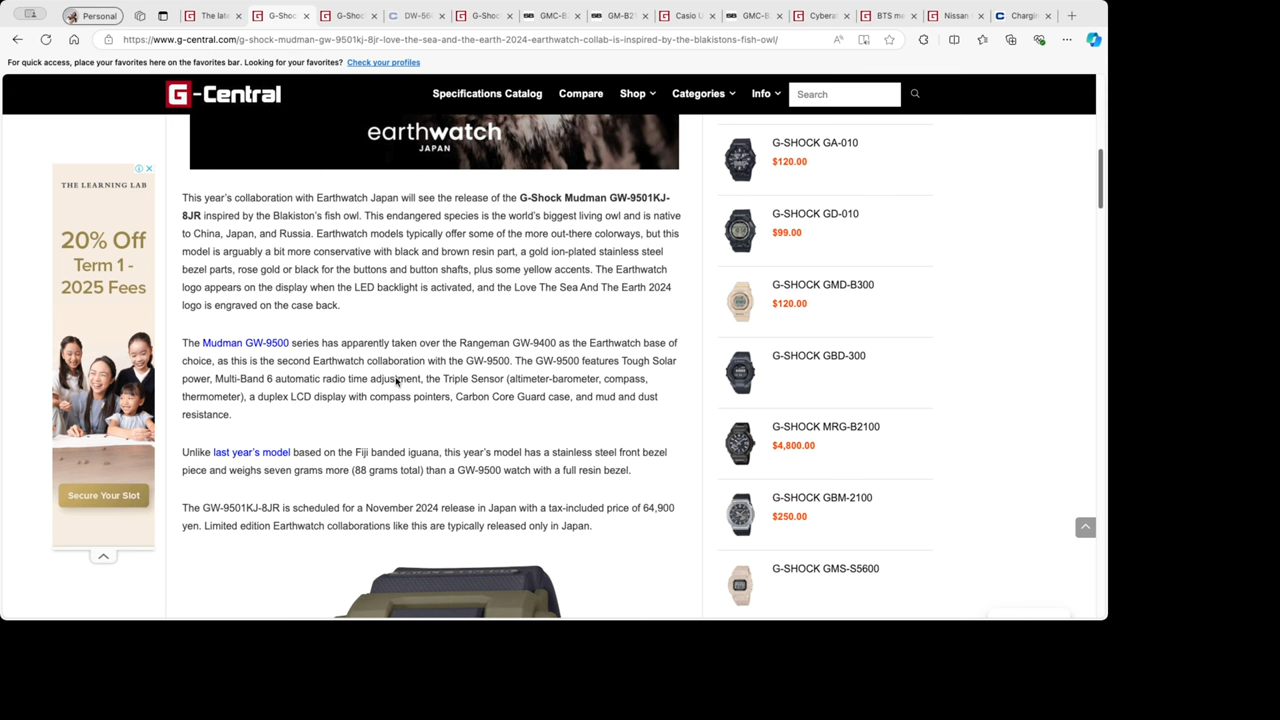 Personal
The late
G-Shoc
G-Shoc
DW-56
G-Shoc
GMC-B
GM-B21
Casio L
GMC-B
Cybera
BTS me
Nissan
Chargin
https://www.g-central.com/g-shock-mudman-gw-9501kj-8jr-love-the-sea-and-the-earth-2024-earthwatch-collab-is-inspired-by-the-blakistons-fish-owl/
For quick access, place your favorites here on the favorites bar. Looking for your favorites? Check your profiles
G-Central
Specifications Catalog Compare Shop Categories Info Search
earthwatch
JAPAN
THE LEARNING LAB
20% Off
Term 1 -
2025 Fees
Secure Your Slot
This year's collaboration with Earthwatch Japan will see the release of the G-Shock Mudman GW-9501KJ-
8JR inspired by the Blakiston's fish owl. This endangered species is the world's biggest living owl and is native
to China, Japan, and Russia. Earthwatch models typically offer some of the more out-there colorways, but this
model is arguably a bit more conservative with black and brown resin part, a gold ion-plated stainless steel
bezel parts, rose gold or black for the buttons and button shafts, plus some yellow accents. The Earthwatch
logo appears on the display when the LED backlight is activated, and the Love The Sea And The Earth 2024
logo is engraved on the case back.
The Mudman GW-9500 series has apparently taken over the Rangeman GW-9400 as the Earthwatch base of
choice, as this is the second Earthwatch collaboration with the GW-9500. The GW-9500 features Tough Solar
power, Multi-Band 6 automatic radio time adjustment, the Triple Sensor (altimeter-barometer, compass,
thermometer), a duplex LCD display with compass pointers, Carbon Core Guard case, and mud and dust
resistance.
Unlike last year's model based on the Fiji banded iguana, this year's model has a stainless steel front bezel
piece and weighs seven grams more (88 grams total) than a GW-9500 watch with a full resin bezel.
The GW-9501KJ-8JR is scheduled for a November 2024 release in Japan with a tax-included price of 64,900
yen. Limited edition Earthwatch collaborations like this are typically released only in Japan.
G-SHOCK GA-010
$120.00
G-SHOCK GD-010
$99.00
G-SHOCK GMD-B300
$120.00
G-SHOCK GBD-300
G-SHOCK MRG-B2100
$4,800.00
G-SHOCK GBM-2100
$250.00
G-SHOCK GMS-S5600